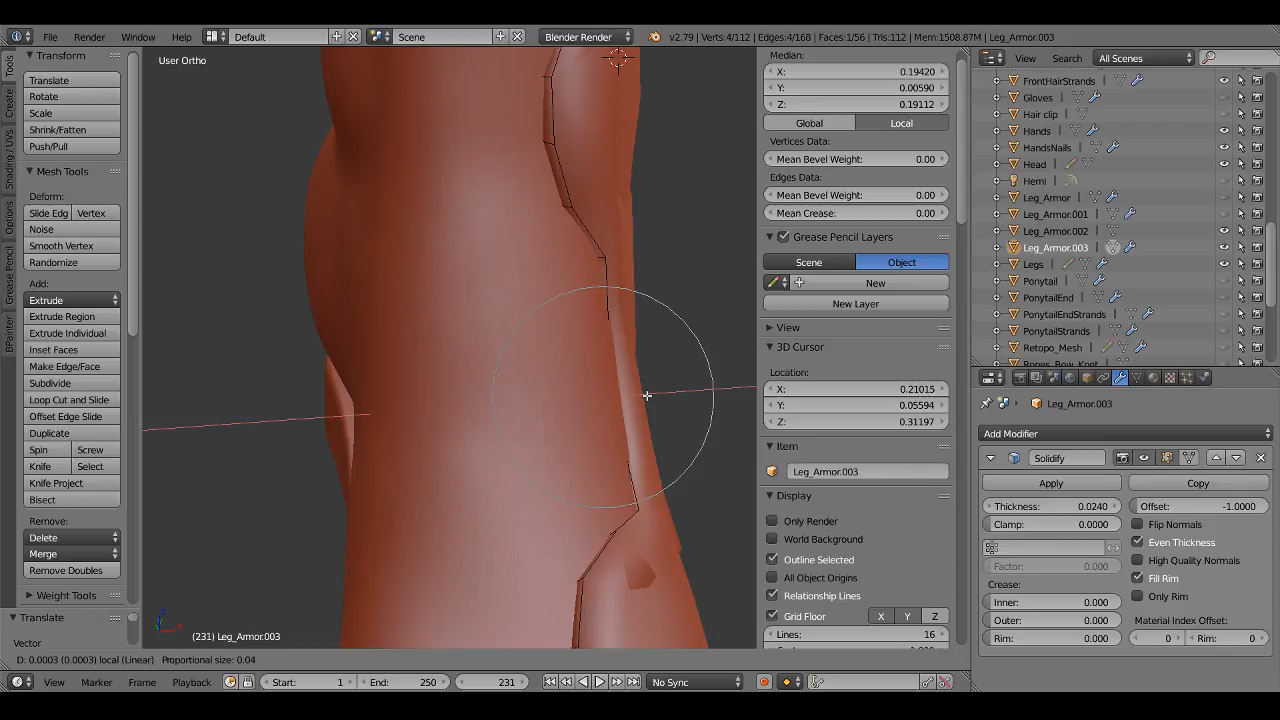 File Render Window Help Default Scene Blender Render v2.79 | Verts:4/112 | Edges:4/168 | Faces:1/56 | Tris:112 | Mem:1508.87M | Leg_Armor.003
Tools
Create
Shading / UVs
Options
Grease Pencil
BPainter
Transform
Translate
Rotate
Scale
Shrink/Fatten
Push/Pull
Mesh Tools
Deform:
Slide Edg Vertex
Noise
Smooth Vertex
Randomize
Add:
Extrude
Extrude Region
Extrude Individual
Inset Faces
Make Edge/Face
Subdivide
Loop Cut and Slide
Offset Edge Slide
Duplicate
Spin Screw
Knife Select
Knife Project
Bisect
Remove:
Delete
Merge
Remove Doubles
Weight Tools
Translate
Vector
User Ortho
(231) Leg_Armor.003
D: 0.0003 (0.0003) local (Linear) Proportional size: 0.04
Median:
X: 0.19420
Y: 0.00590
Z: 0.19112
Global Local
Vertices Data:
Mean Bevel Weight: 0.00
Edges Data:
Mean Bevel Weight: 0.00
Mean Crease: 0.00
Grease Pencil Layers
Scene Object
New
New Layer
View
3D Cursor
Location:
X: 0.21015
Y: 0.05594
Z: 0.31197
Item
Leg_Armor.003
Display
Only Render
World Background
Outline Selected
All Object Origins
Relationship Lines
Grid Floor X Y Z
Lines: 16
View Search All Scenes
FrontHairStrands
Gloves
Hair clip
Hands
HandsNails
Head
Hemi
Leg_Armor
Leg_Armor.001
Leg_Armor.002
Leg_Armor.003
Legs
Ponytail
PonytailEnd
PonytailEndStrands
PonytailStrands
Retopo_Mesh
Leg_Armor.003
Add Modifier
Solidify
Apply Copy
Thickness: 0.0240 Offset: -1.0000
Clamp: 0.0000 Flip Normals
Even Thickness
Factor: 0.000 High Quality Normals
Crease: Fill Rim
Inner: 0.000 Only Rim
Outer: 0.000 Material Index Offset:
Rim: 0.000 0 Rim: 0
View Marker Frame Playback Start: 1 End: 250 231 No Sync